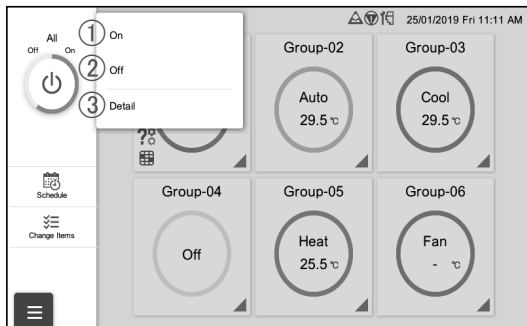 All
Off On
① On
② Off
③ Detail
25/01/2019 Fri 11:11 AM
Group-02
Auto
29.5 ℃
Group-03
Cool
29.5 ℃
?
Schedule
Change Items
Group-04
Off
Group-05
Heat
25.5 ℃
Group-06
Fan
- ℃